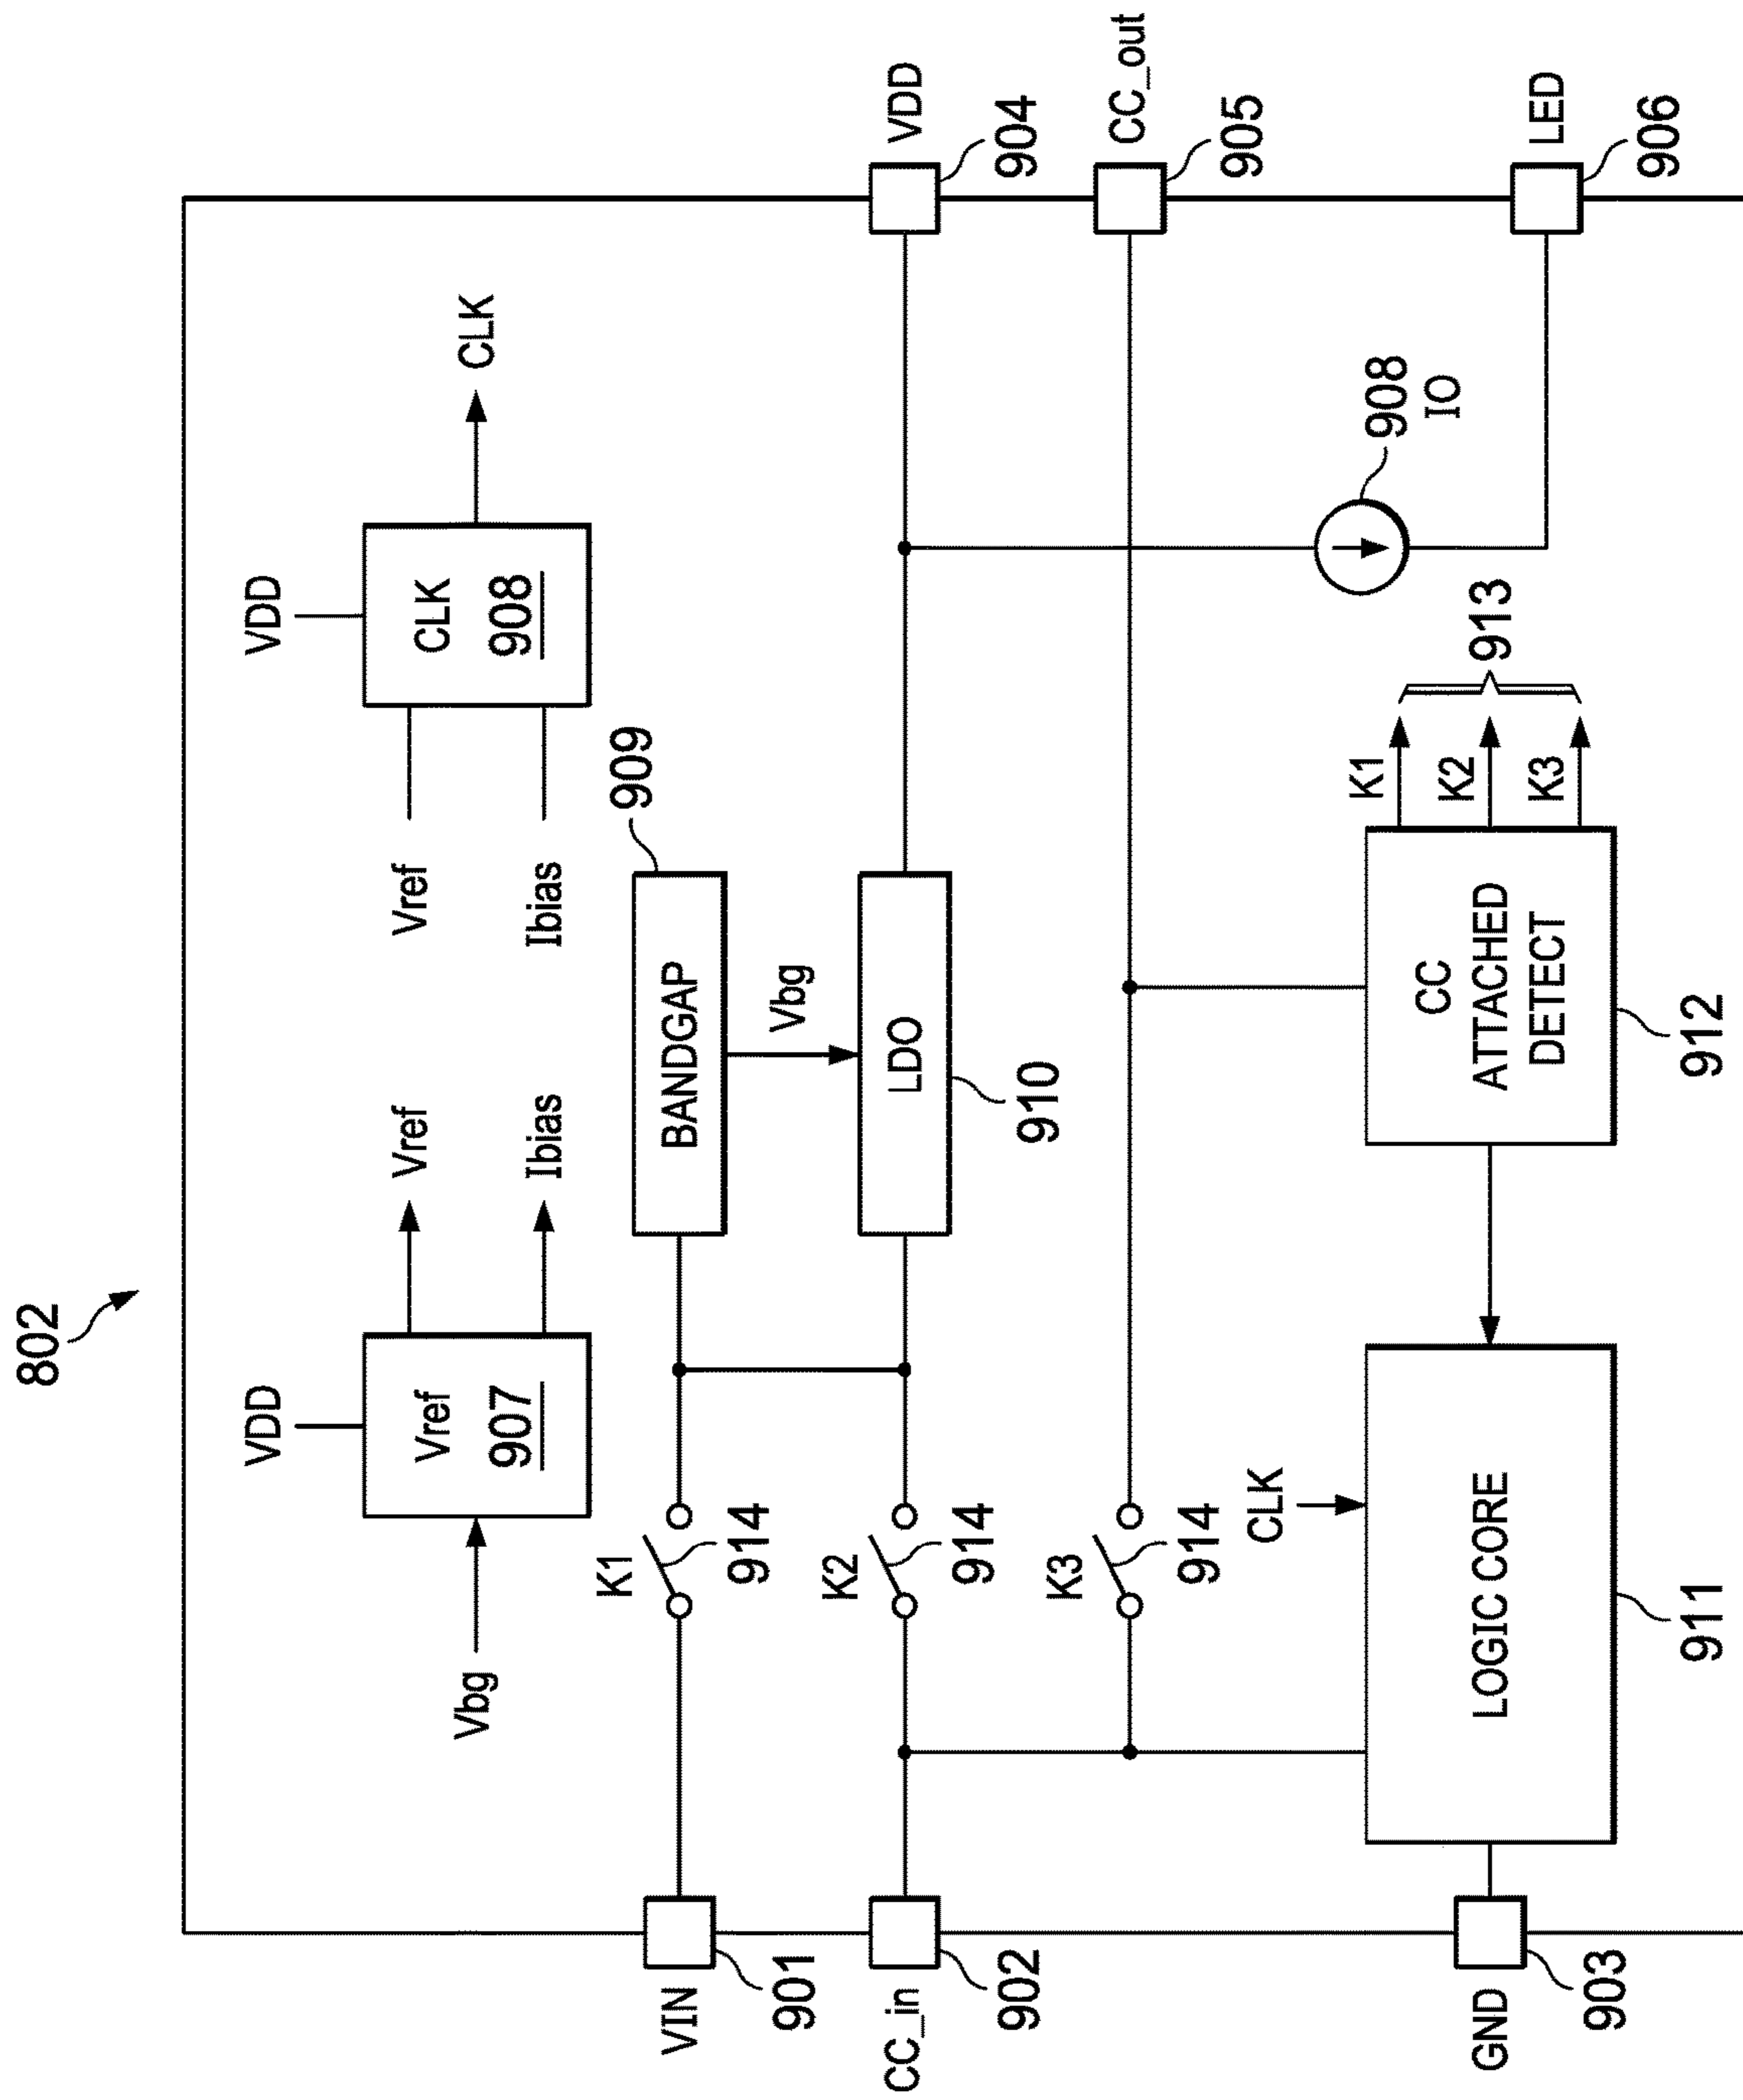 802
VDD
Vbg
Vref
907
Vref
Ibias
VDD
Vref
Ibias
CLK
908
CLK
VIN
901
K1
914
BANDGAP
909
Vbg
CC_in
902
K2
914
LDO
910
VDD
904
K3
914
CC_out
905
CLK
LOGIC CORE
911
CC
ATTACHED
DETECT
912
K1
K2
K3
913
908
IO
GND
903
LED
906